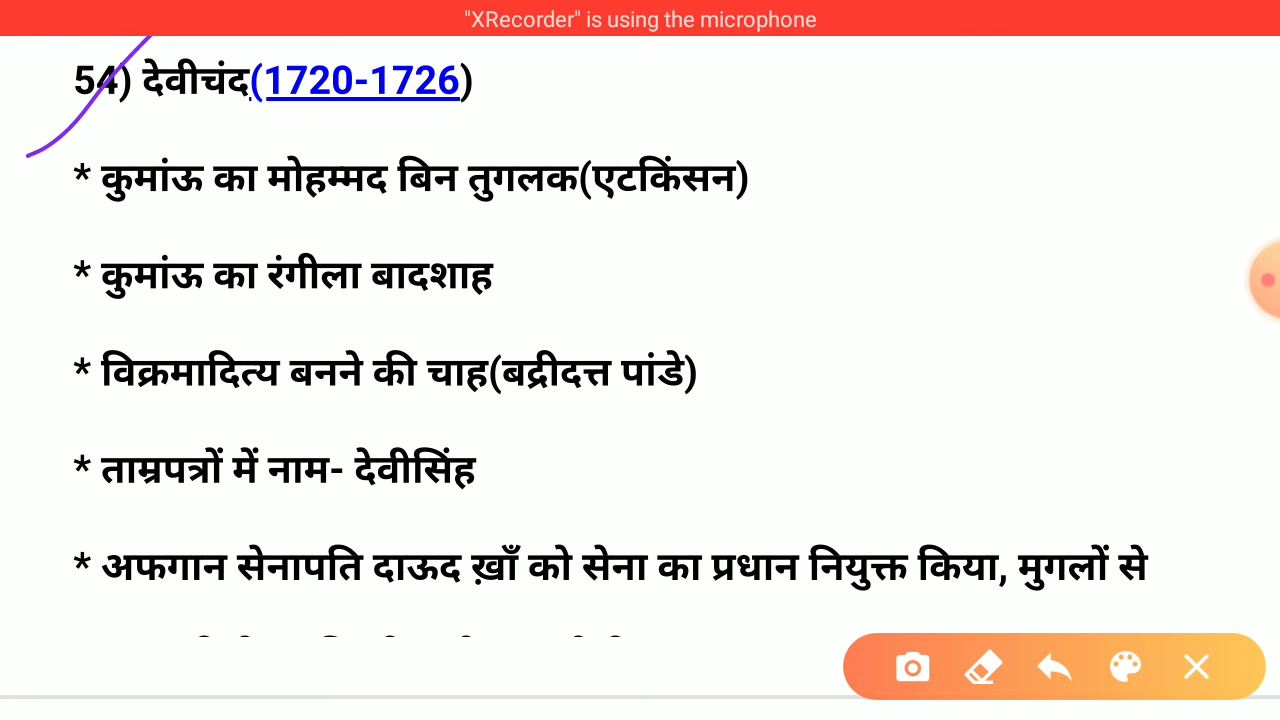 "XRecorder" is using the microphone
54) देवीचंद(1720-1726)
* कुमांऊ का मोहम्मद बिन तुगलक(एटकिंसन)
* कुमांऊ का रंगीला बादशाह
* विक्रमादित्य बनने की चाह(बद्रीदत्त पांडे)
* ताम्रपत्रों में नाम- देवीसिंह
* अफगान सेनापति दाऊद ख़ाँ को सेना का प्रधान नियुक्त किया, मुगलों से